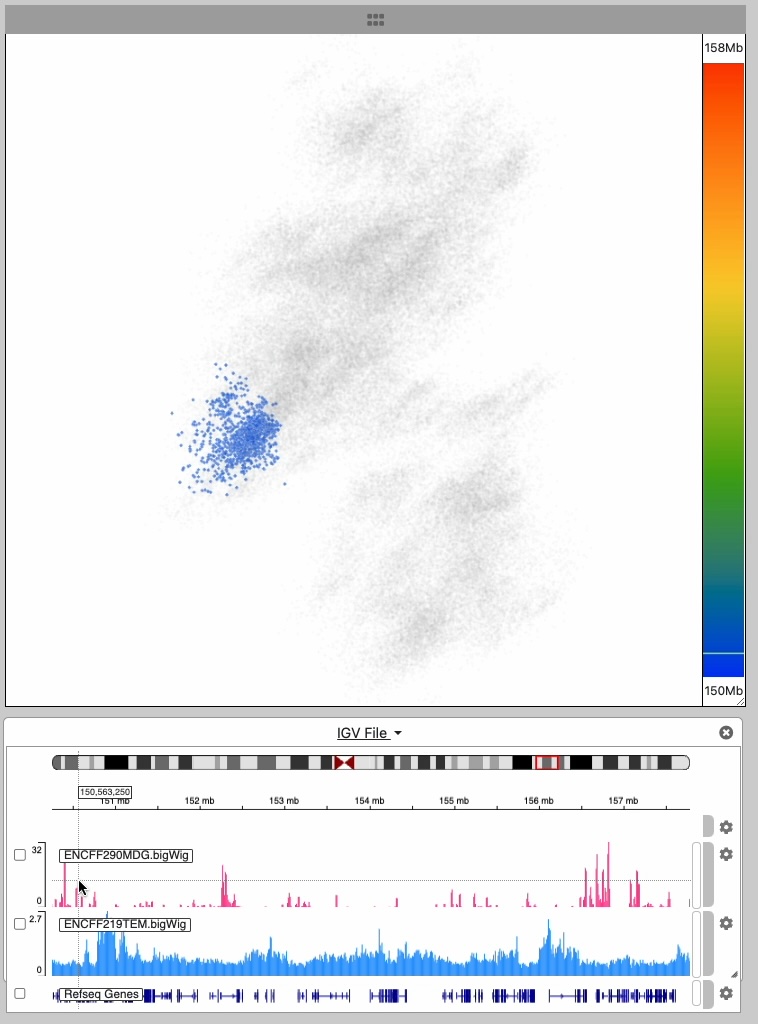 158Mb
150Mb
IGV File
150,563,250
151 mb 152 mb 153 mb 154 mb 155 mb 156 mb 157 mb
32
ENCFF290MDG.bigWig
0
2.7
ENCFF219TEM.bigWig
0
Refseq Genes